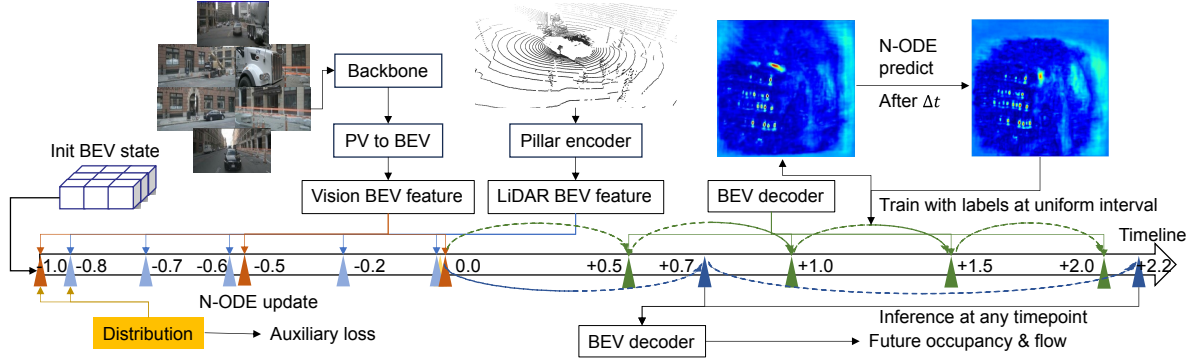 Backbone
PV to BEV
Vision BEV feature
Pillar encoder
LiDAR BEV feature
N-ODE
predict
After Δt
Init BEV state
BEV decoder
Train with labels at uniform interval
Timeline
-1.0 -0.8 -0.7 -0.6 -0.5 -0.2 0.0 +0.5 +0.7 +1.0 +1.5 +2.0 +2.2
N-ODE update
Distribution
Auxiliary loss
Inference at any timepoint
BEV decoder
Future occupancy & flow